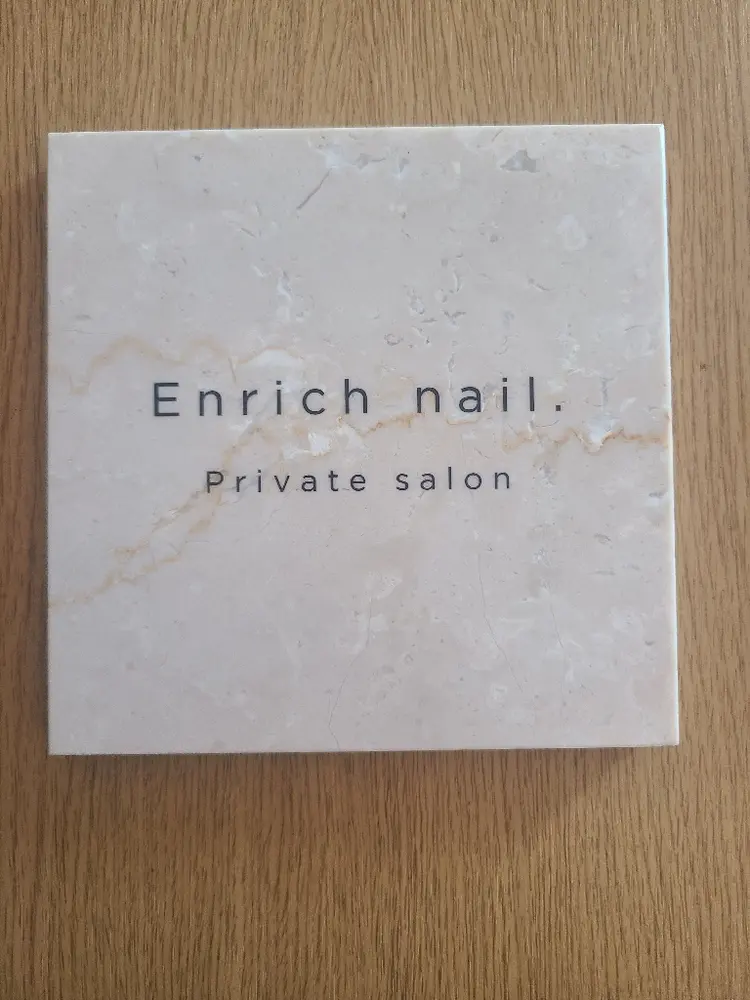 Enrich nail.
Private salon